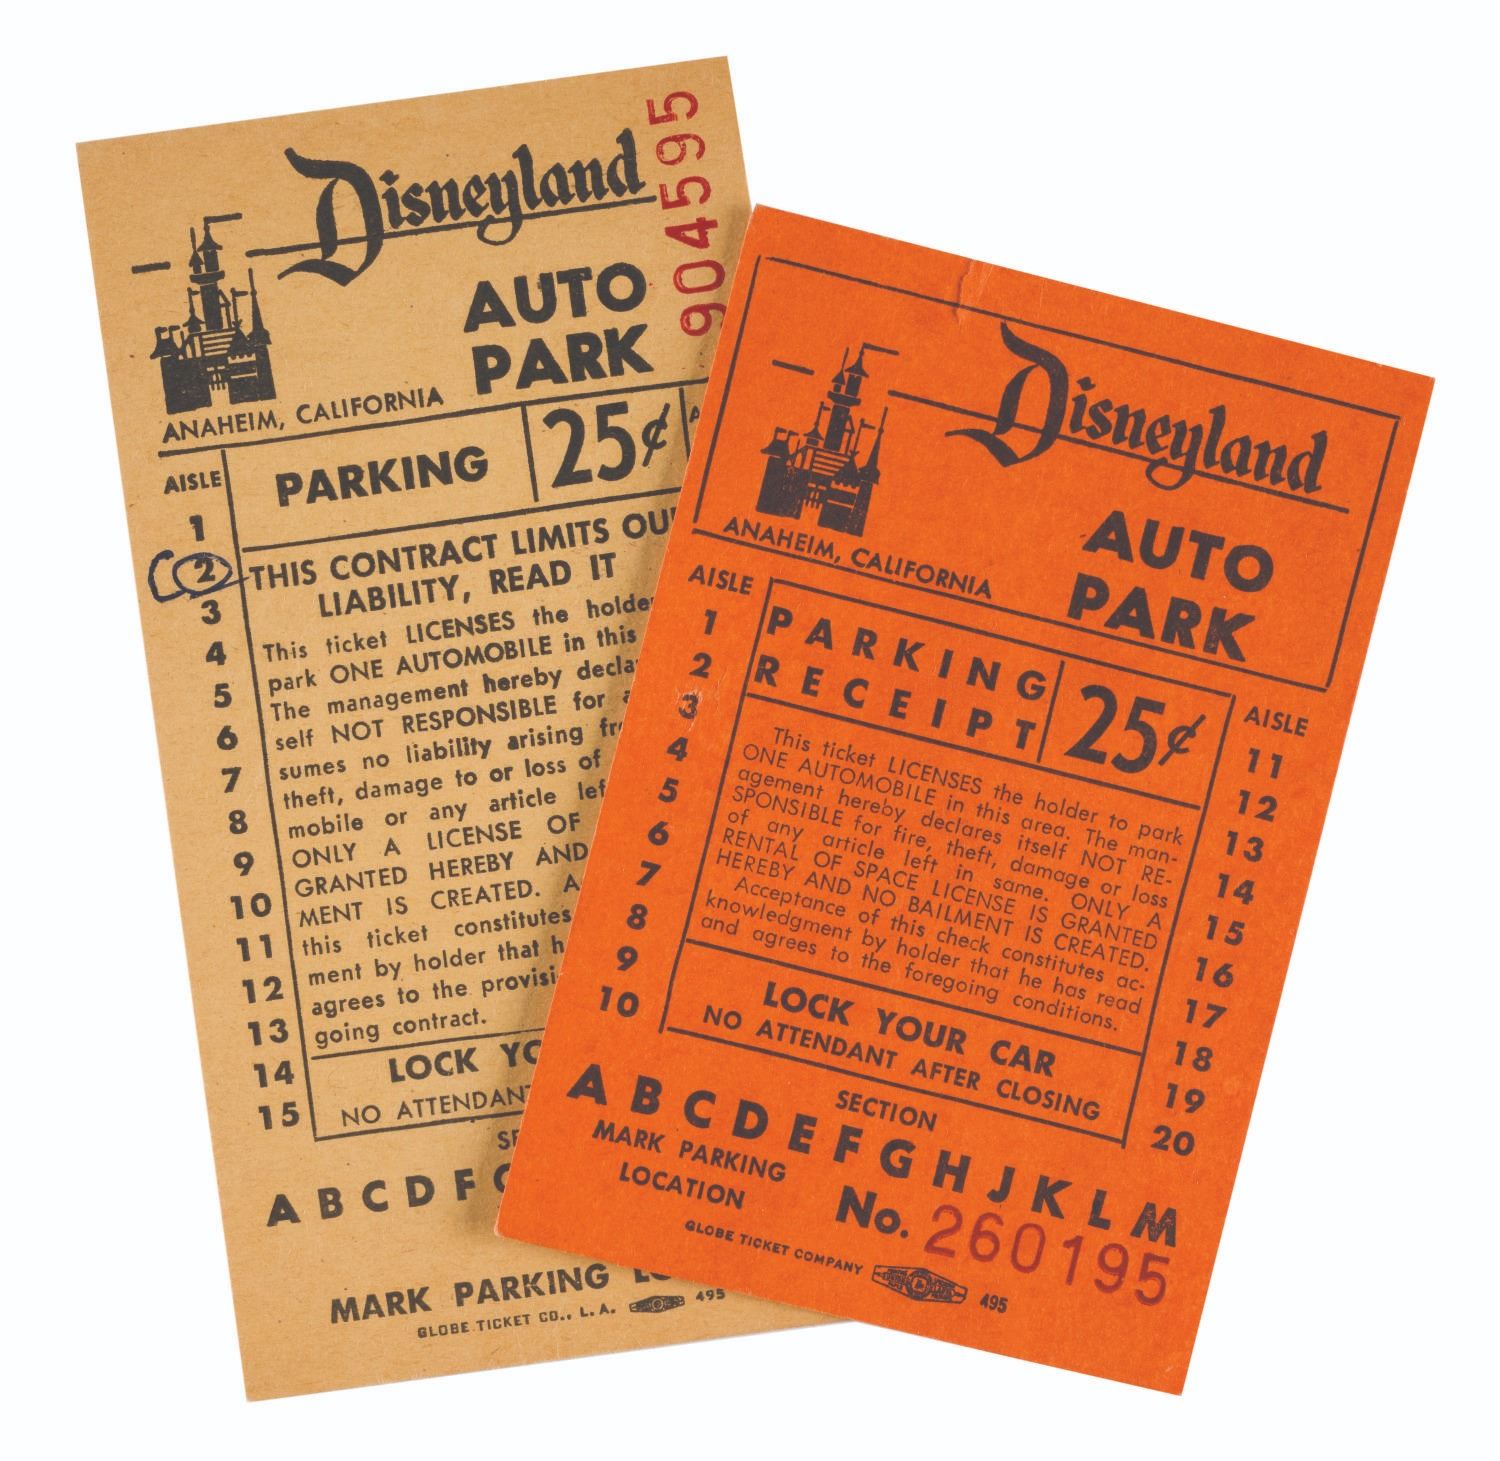 Disneyland
904595
AUTO
PARK
ANAHEIM, CALIFORNIA
AISLE
PARKING
25¢
1
2
3
4
5
6
7
8
9
10
11
12
13
14
15
THIS CONTRACT LIMITS OU
LIABILITY, READ IT
This ticket LICENSES the holder
park ONE AUTOMOBILE in this
The management hereby decla
self NOT RESPONSIBLE for
sumes no liability arising fr
theft, damage to or loss of
mobile or any article lef
ONLY A LICENSE OF
GRANTED HEREBY AND
MENT IS CREATED. A
this ticket constitutes
ment by holder that h
agrees to the provisi
going contract.
LOCK YO
NO ATTENDANT
SE
A B C D F G
MARK PARKING LO
GLOBE TICKET CO., L. A. 495
Disneyland
AUTO
PARK
ANAHEIM, CALIFORNIA
AISLE
1
2
3
4
5
6
7
8
9
10
PARKING
RECEIPT
25¢
This ticket LICENSES the holder to park
ONE AUTOMOBILE in this area. The man-
agement hereby declares itself NOT RE-
SPONSIBLE for fire, theft, damage or loss
of any article left in same. ONLY A
RENTAL OF SPACE LICENSE IS GRANTED
HEREBY AND NO BAILMENT IS CREATED.
Acceptance of this check constitutes ac-
knowledgment by holder that he has read
and agrees to the foregoing conditions.
LOCK YOUR CAR
NO ATTENDANT AFTER CLOSING
AISLE
11
12
13
14
15
16
17
18
19
20
SECTION
A B C D E F G H J K L M
MARK PARKING
LOCATION
No. 260195
GLOBE TICKET COMPANY 495